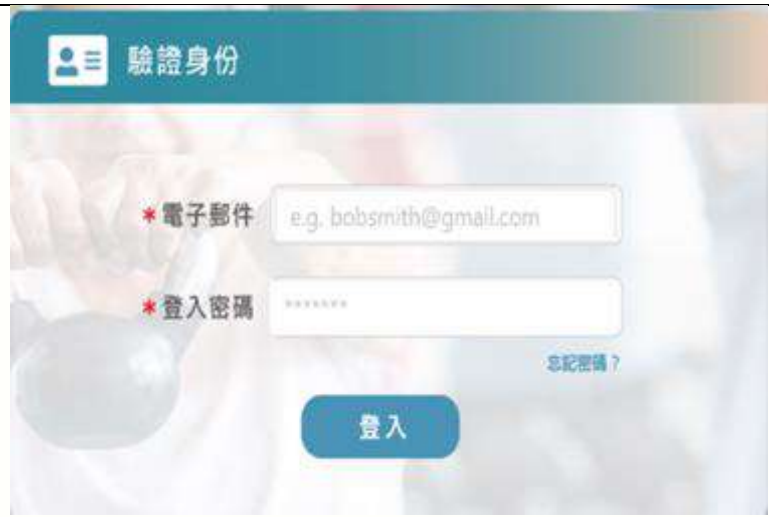 驗證身份
*電子郵件
e.g. bobsmith@gmail.com
*登入密碼
*******
忘記密碼？
登入